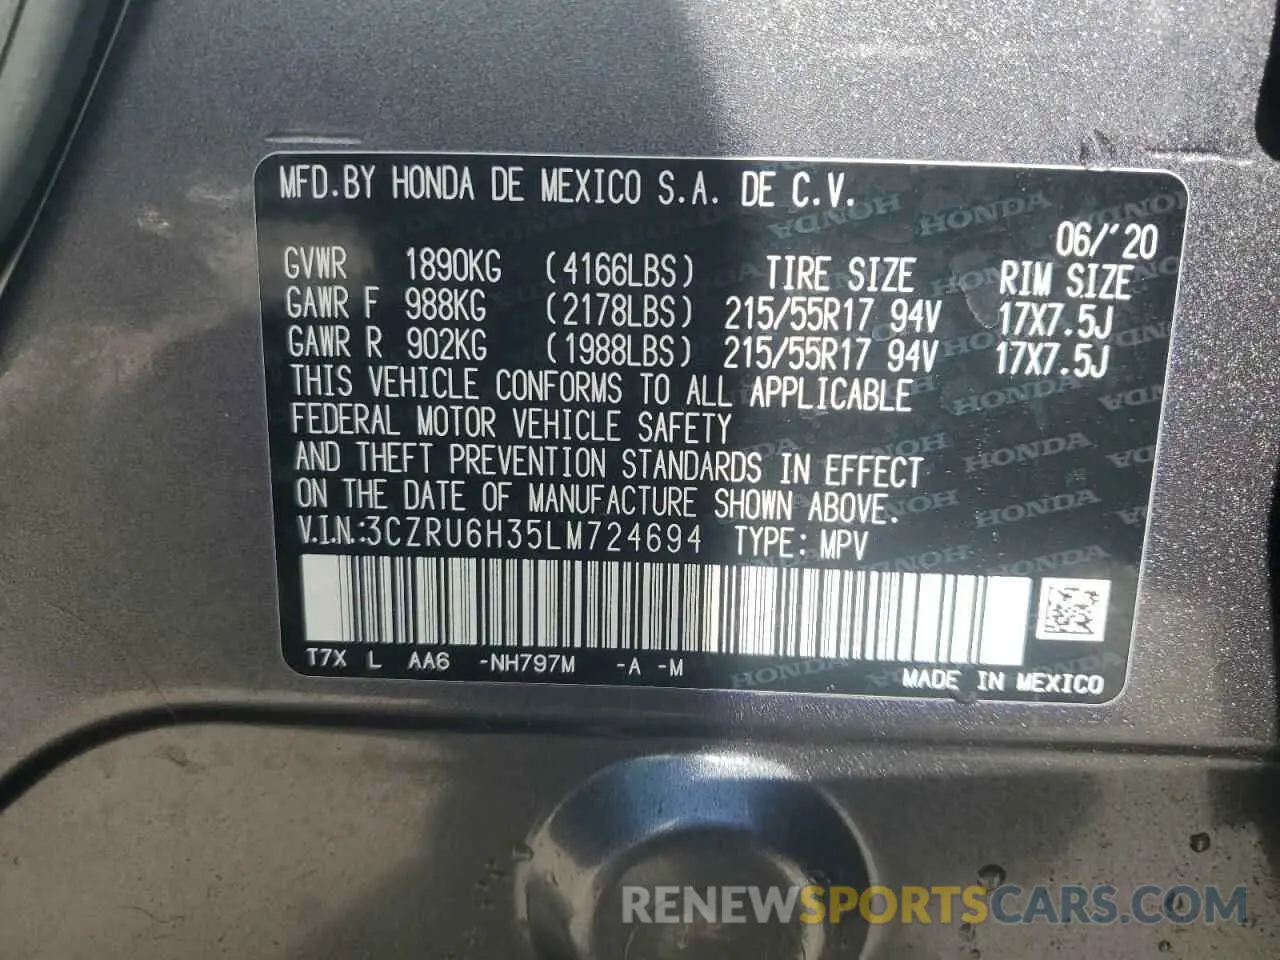 MFD.BY HONDA DE MEXICO S.A. DE C.V.
06/'20
GVWR 1890KG (4166LBS) TIRE SIZE RIM SIZE
GAWR F 988KG (2178LBS) 215/55R17 94V 17X7.5J
GAWR R 902KG (1988LBS) 215/55R17 94V 17X7.5J
THIS VEHICLE CONFORMS TO ALL APPLICABLE
FEDERAL MOTOR VEHICLE SAFETY
AND THEFT PREVENTION STANDARDS IN EFFECT
ON THE DATE OF MANUFACTURE SHOWN ABOVE.
V.I.N.:3CZRU6H35LM724694 TYPE: MPV
T7X L AA6 -NH797M -A -M
MADE IN MEXICO
RENEWSPORTSCARS.COM